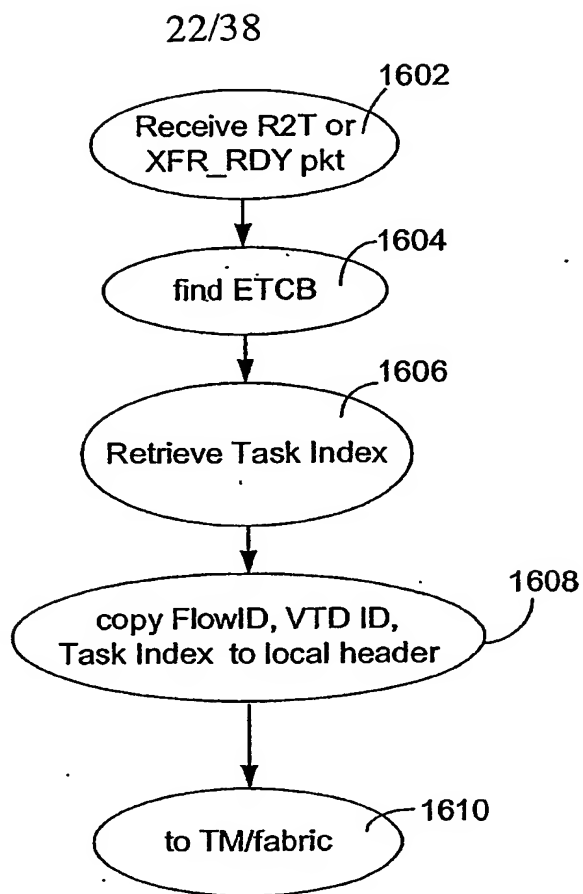 22/38
1602
Receive R2T or
XFR_RDY pkt
1604
find ETCB
1606
Retrieve Task Index
1608
copy FlowID, VTD ID,
Task Index to local header
1610
to TM/fabric